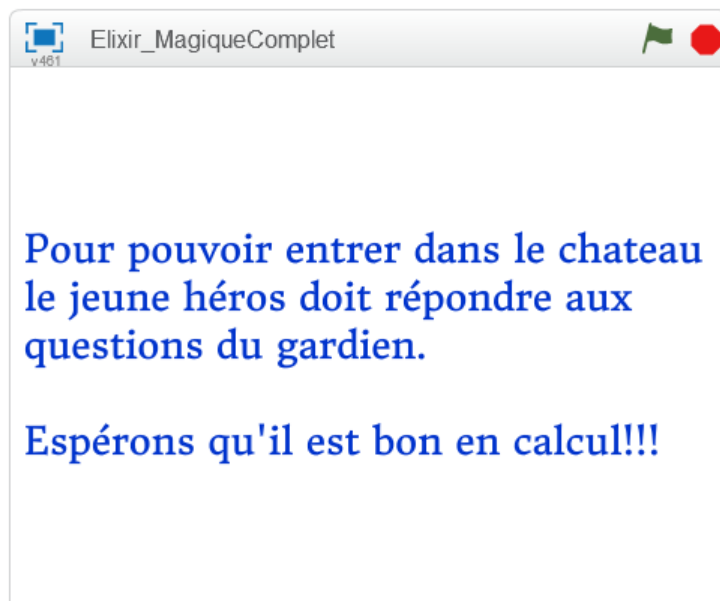 Elixir_MagiqueComplet
v461
Pour pouvoir entrer dans le chateau
le jeune héros doit répondre aux
questions du gardien.
Espérons qu'il est bon en calcul!!!